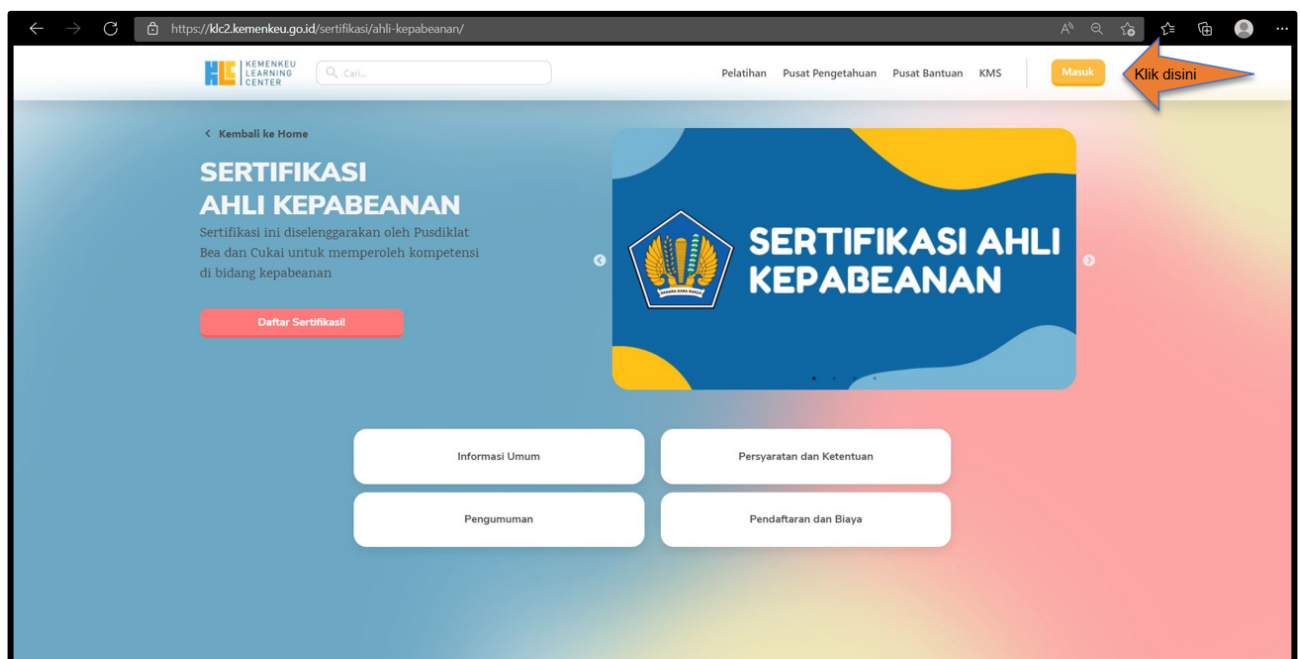 https://klc2.kemenkeu.go.id/sertifikasi/ahli-kepabeanan/
KEMENKEU
LEARNING
CENTER
Cari...
Pelatihan Pusat Pengetahuan Pusat Bantuan KMS Masuk
Klik disini
< Kembali ke Home
SERTIFIKASI
AHLI KEPABEANAN
Sertifikasi ini diselenggarakan oleh Pusdiklat
Bea dan Cukai untuk memperoleh kompetensi
di bidang kepabeanan
Daftar Sertifikasi!
SERTIFIKASI AHLI
KEPABEANAN
Informasi Umum
Persyaratan dan Ketentuan
Pengumuman
Pendaftaran dan Biaya